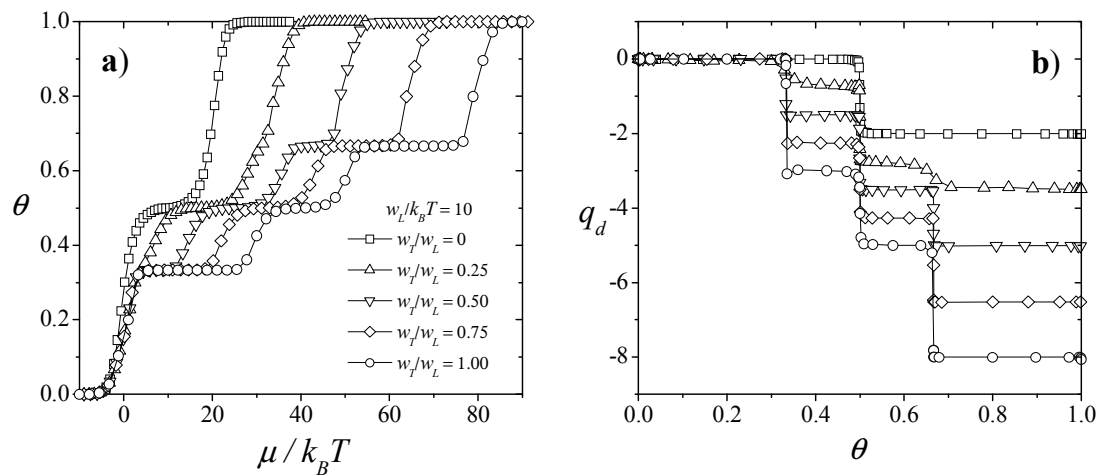 a)
1.0
0.8
0.6
0.4
0.2
0.0
θ
0
20
40
60
80
μ / k_B T
w_L/k_B T = 10
w_T/w_L = 0
w_T/w_L = 0.25
w_T/w_L = 0.50
w_T/w_L = 0.75
w_T/w_L = 1.00
b)
0
-2
-4
-6
-8
q_d
0.0
0.2
0.4
0.6
0.8
1.0
θ